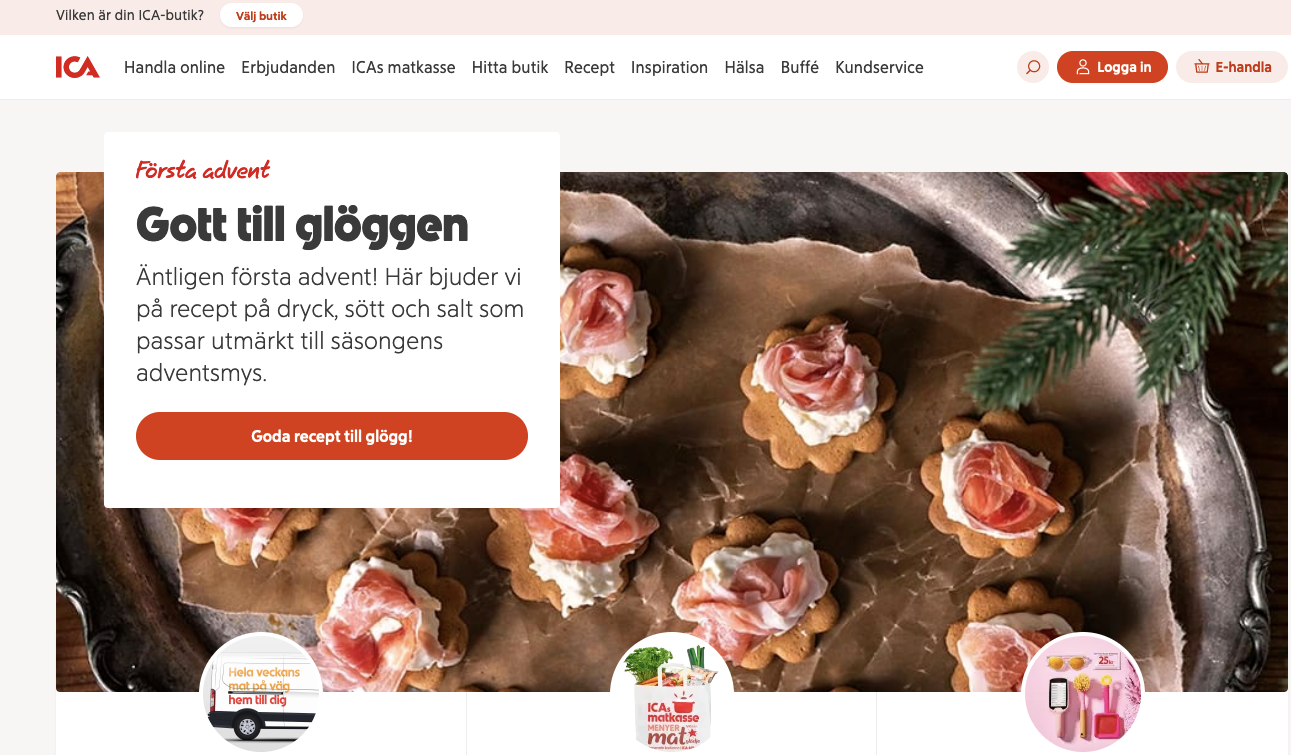 Vilken är din ICA-butik?
Välj butik
ICA
Handla online
Erbjudanden
ICAs matkasse
Hitta butik
Recept
Inspiration
Hälsa
Buffé
Kundservice
Logga in
E-handla
Första advent
Gott till glöggen
Äntligen första advent! Här bjuder vi
på recept på dryck, sött och salt som
passar utmärkt till säsongens
adventsmys.
Goda recept till glögg!
Hela veckans
mat på väg
hem till dig
ICAs
matkasse
MENYER
mat
25kr